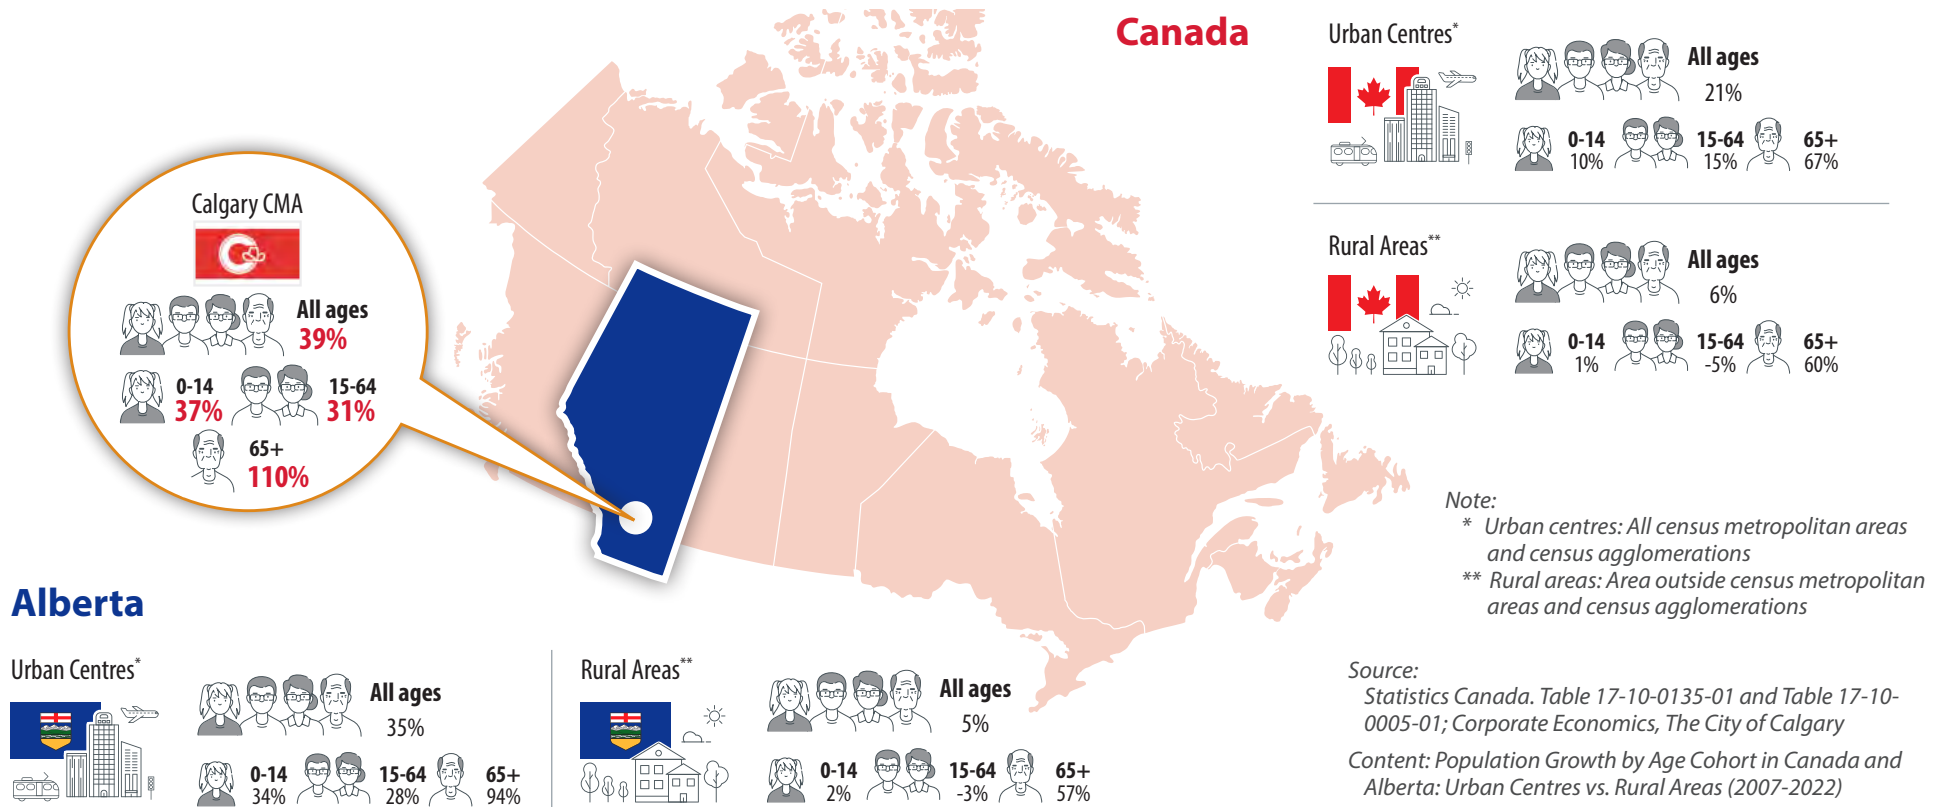 Canada
Urban Centres*
All ages
21%
0-14
10%
15-64
15%
65+
67%
Rural Areas**
All ages
6%
0-14
1%
15-64
-5%
65+
60%
Calgary CMA
All ages
39%
0-14
37%
15-64
31%
65+
110%
Note:
* Urban centres: All census metropolitan areas
and census agglomerations
** Rural areas: Area outside census metropolitan
areas and census agglomerations
Alberta
Urban Centres*
All ages
35%
0-14
34%
15-64
28%
65+
94%
Rural Areas**
All ages
5%
0-14
2%
15-64
-3%
65+
57%
Source:
Statistics Canada. Table 17-10-0135-01 and Table 17-10-
0005-01; Corporate Economics, The City of Calgary
Content: Population Growth by Age Cohort in Canada and
Alberta: Urban Centres vs. Rural Areas (2007-2022)